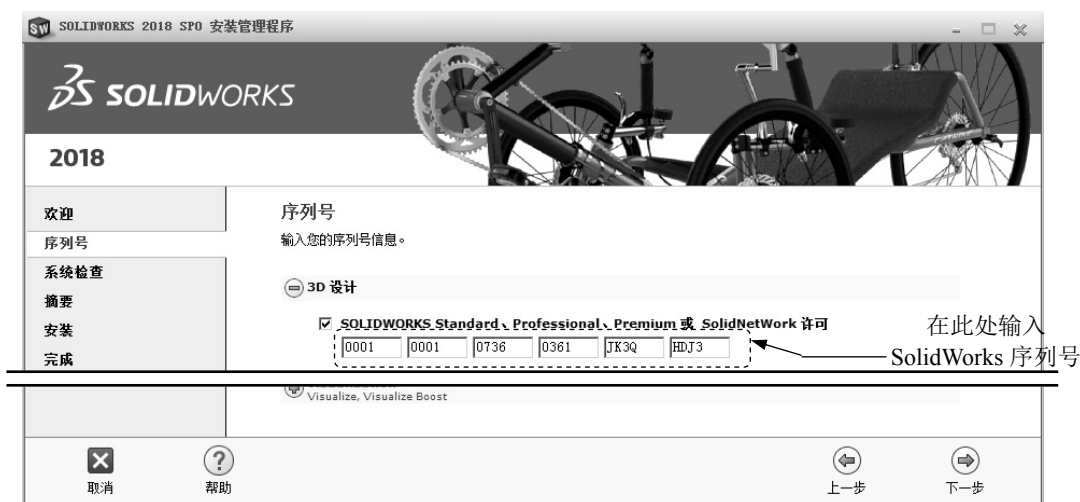 SOLIDWORKS 2018 SP0 安装管理程序
3S SOLIDWORKS
2018
欢迎
序列号
系统检查
摘要
安装
完成
序列号
输入您的序列号信息。
3D 设计
SOLIDWORKS Standard、Professional、Premium 或 SolidNetWork 许可
0001 0001 0736 0361 JK3Q HDJ3
在此处输入
SolidWorks 序列号
Visualize, Visualize Boost
取消
帮助
上一步
下一步